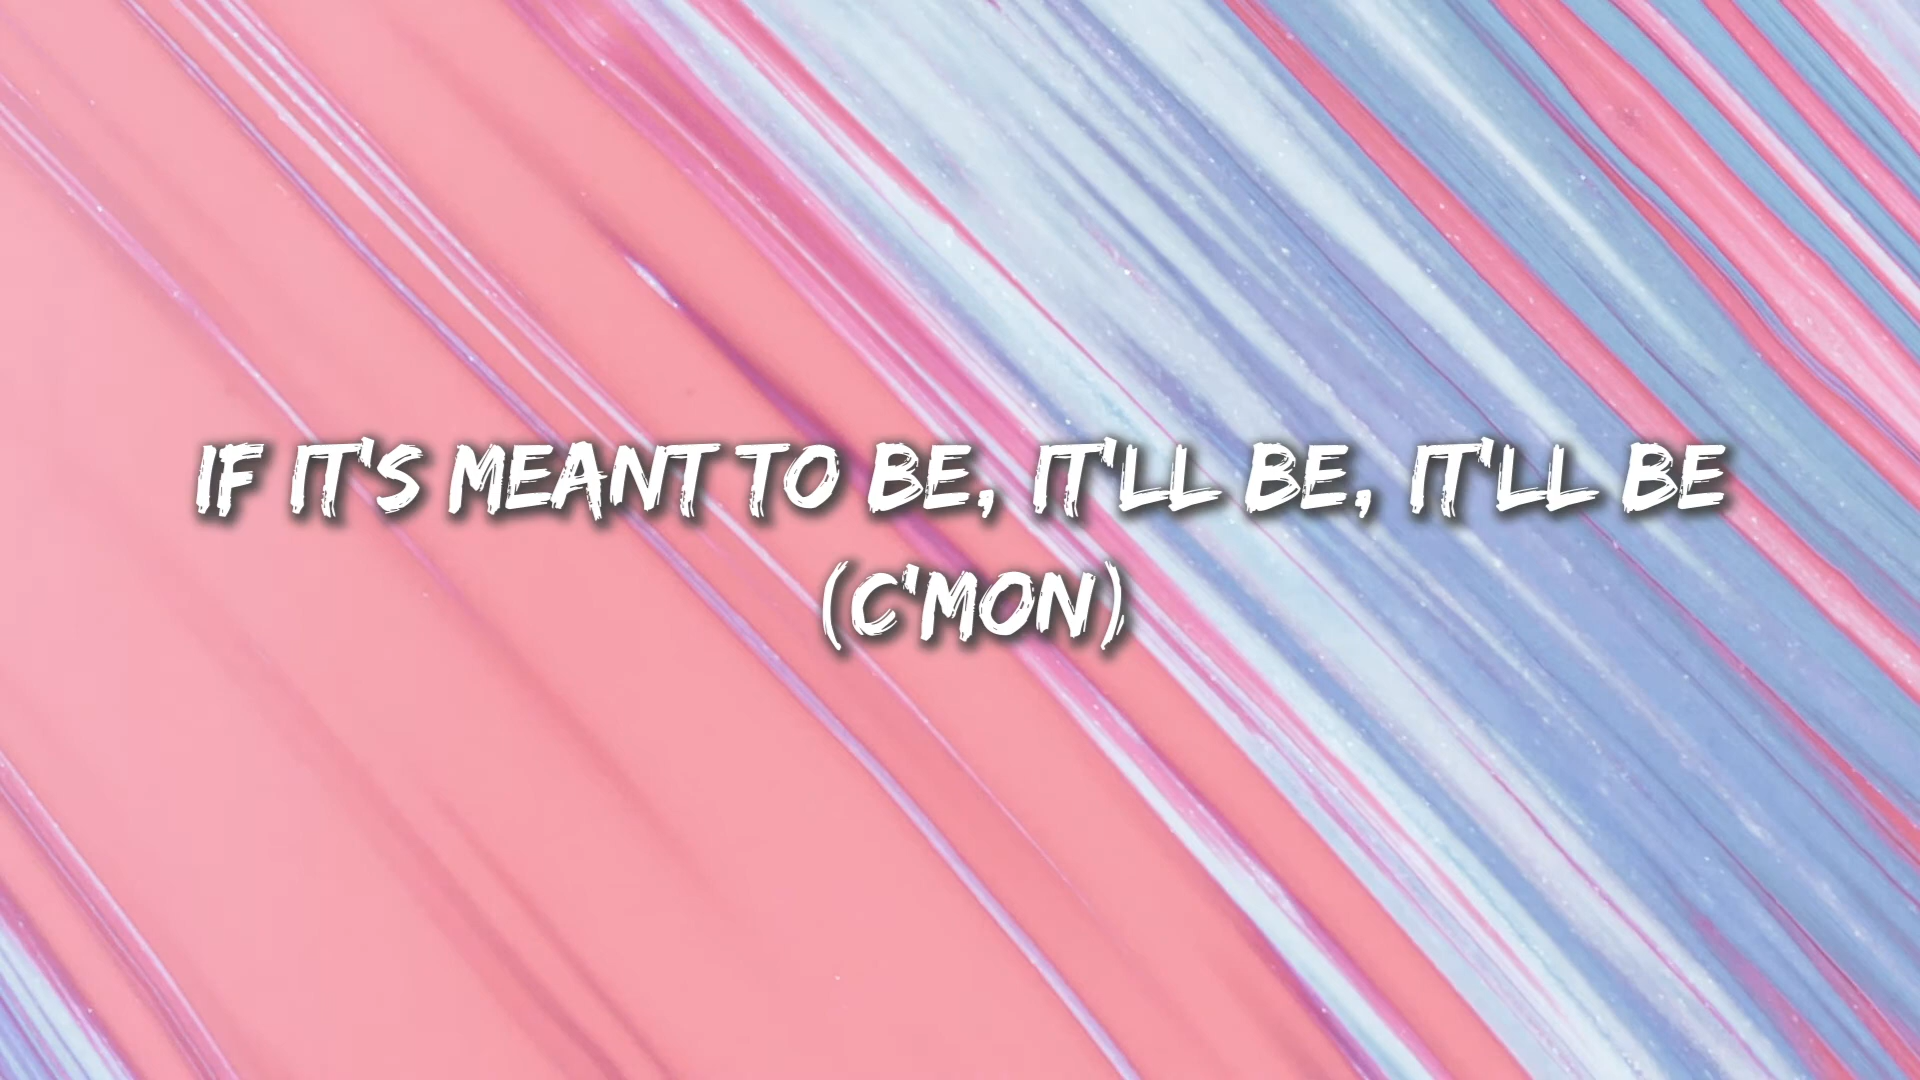 IF IT'S MEANT TO BE, IT'LL BE, IT'LL BE
(C'MON)